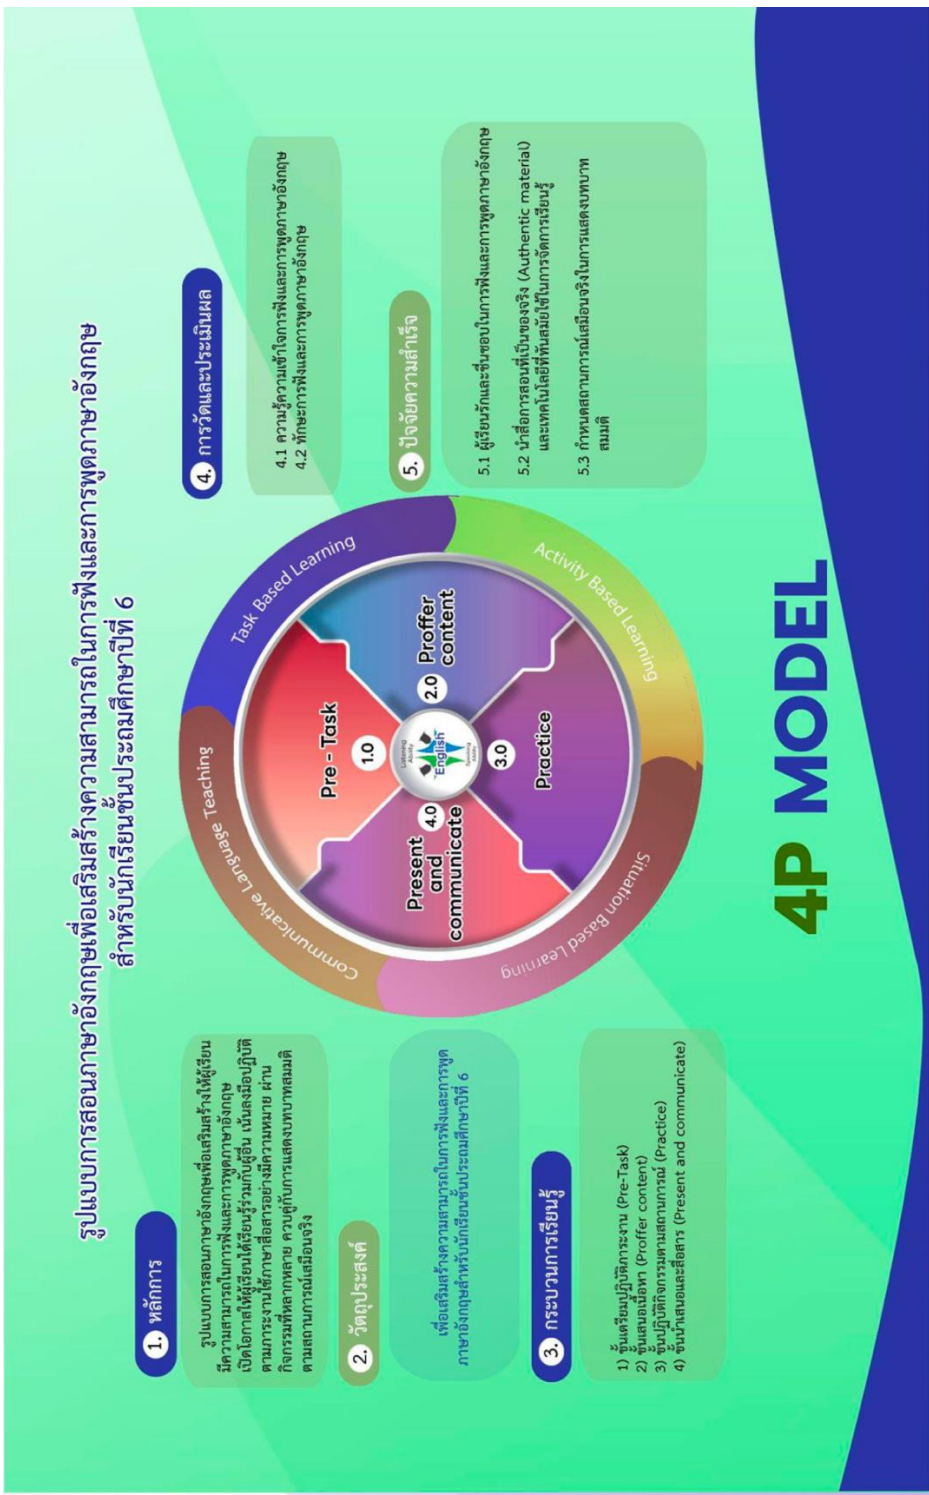 รูปแบบการสอนภาษาอังกฤษเพื่อเสริมสร้างความสามารถในการฟังและการพูดภาษาอังกฤษ
สำหรับนักเรียนชั้นประถมศึกษาปีที่ 6
1. หลักการ
รูปแบบการสอนภาษาอังกฤษเพื่อเสริมสร้างให้ผู้เรียน
มีความสามารถในการฟังและการพูดภาษาอังกฤษ
เปิดโอกาสให้ผู้เรียนได้เรียนรู้ร่วมกับผู้อื่น เน้นลงมือปฏิบัติ
ตามภาระงานใช้ภาษาสื่อสารอย่างมีความหมาย ผ่าน
กิจกรรมที่หลากหลาย ควบคู่กับการแสดงบทบาทสมมติ
ตามสถานการณ์เสมือนจริง
2. วัตถุประสงค์
เพื่อเสริมสร้างความสามารถในการฟังและการพูด
ภาษาอังกฤษสำหรับนักเรียนชั้นประถมศึกษาปีที่ 6
3. กระบวนการเรียนรู้
1) ขั้นเตรียมปฏิบัติภาระงาน (Pre-Task)
2) ขั้นเสนอเนื้อหา (Proffer content)
3) ขั้นปฏิบัติกิจกรรมตามสถานการณ์ (Practice)
4) ขั้นนำเสนอและสื่อสาร (Present and communicate)
Communicative Language Teaching
Task Based Learning
Activity Based Learning
Situation Based Learning
Pre - Task
1.0
2.0
Proffer
content
3.0
Practice
4.0
Present
and
communicate
Listening
Ability
English
Speaking
Ability
4. การวัดและประเมินผล
4.1 ความรู้ความเข้าใจการฟังและการพูดภาษาอังกฤษ
4.2 ทักษะการฟังและการพูดภาษาอังกฤษ
5. ปัจจัยความสำเร็จ
5.1 ผู้เรียนรักและชื่นชอบในการฟังและการพูดภาษาอังกฤษ
5.2 นำสื่อการสอนที่เป็นของจริง (Authentic material)
และเทคโนโลยีที่ทันสมัยใช้ในการจัดการเรียนรู้
5.3 กำหนดสถานการณ์เสมือนจริงในการแสดงบทบาท
สมมติ
4P MODEL